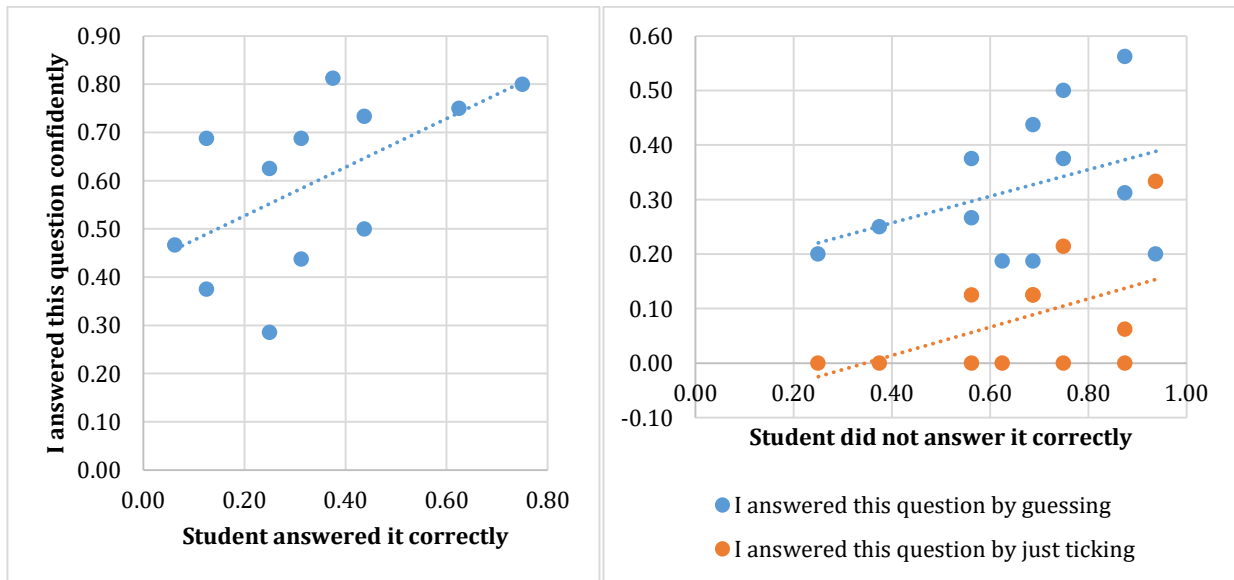 I answered this question confidently
0.90
0.80
0.70
0.60
0.50
0.40
0.30
0.20
0.10
0.00
0.00 0.20 0.40 0.60 0.80
Student answered it correctly
0.60
0.50
0.40
0.30
0.20
0.10
0.00
-0.10
0.00 0.20 0.40 0.60 0.80 1.00
Student did not answer it correctly
I answered this question by guessing
I answered this question by just ticking